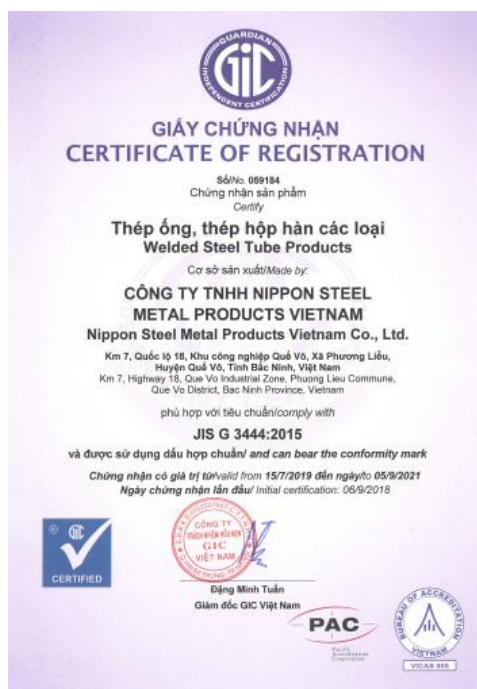 GUARDIAN
GIC
INDEPENDENT CERTIFICATION
GIẤY CHỨNG NHẬN
CERTIFICATE OF REGISTRATION
Số/No. 059184
Chứng nhận sản phẩm
Certify
Thép ống, thép hộp hàn các loại
Welded Steel Tube Products
Cơ sở sản xuất/Made by:
CÔNG TY TNHH NIPPON STEEL
METAL PRODUCTS VIETNAM
Nippon Steel Metal Products Vietnam Co., Ltd.
Km 7, Quốc lộ 18, Khu công nghiệp Quế Võ, Xã Phương Liễu,
Huyện Quế Võ, Tỉnh Bắc Ninh, Việt Nam
Km 7, Highway 18, Que Vo Industrial Zone, Phuong Lieu Commune,
Que Vo District, Bac Ninh Province, Vietnam
phù hợp với tiêu chuẩn/comply with
JIS G 3444:2015
và được sử dụng dấu hợp chuẩn/ and can bear the conformity mark
Chứng nhận có giá trị từ/valid from 15/7/2019 đến ngày/to 05/9/2021
Ngày chứng nhận lần đầu/ Initial certification: 06/9/2018
® GIC
CERTIFIED
CÔNG TY
TRÁCH NHIỆM HỮU HẠN
GIC
VIỆT NAM
Đặng Minh Tuấn
Giám đốc GIC Việt Nam
PAC
Pacific
Accreditation
Cooperation
BUREAU OF ACCREDITATION
VIETNAM